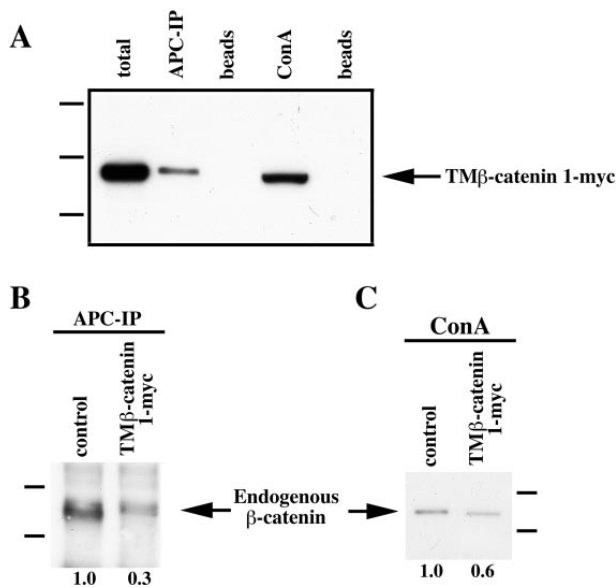 A
total
APC-IP
beads
ConA
beads
TMβ-catenin 1-myc
B
APC-IP
control
TMβ-catenin
1-myc
1.0
0.3
Endogenous
β-catenin
C
ConA
control
TMβ-catenin
1-myc
1.0
0.6